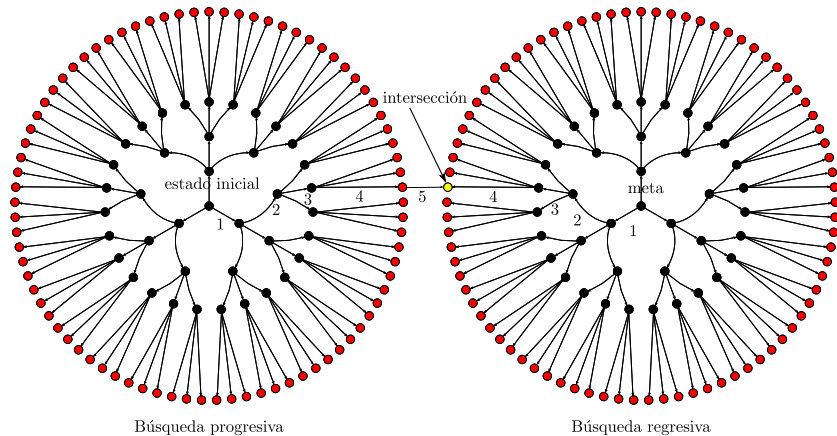 intersección
estado inicial
meta
1
2
3
4
5
4
3
2
1
Búsqueda progresiva
Búsqueda regresiva